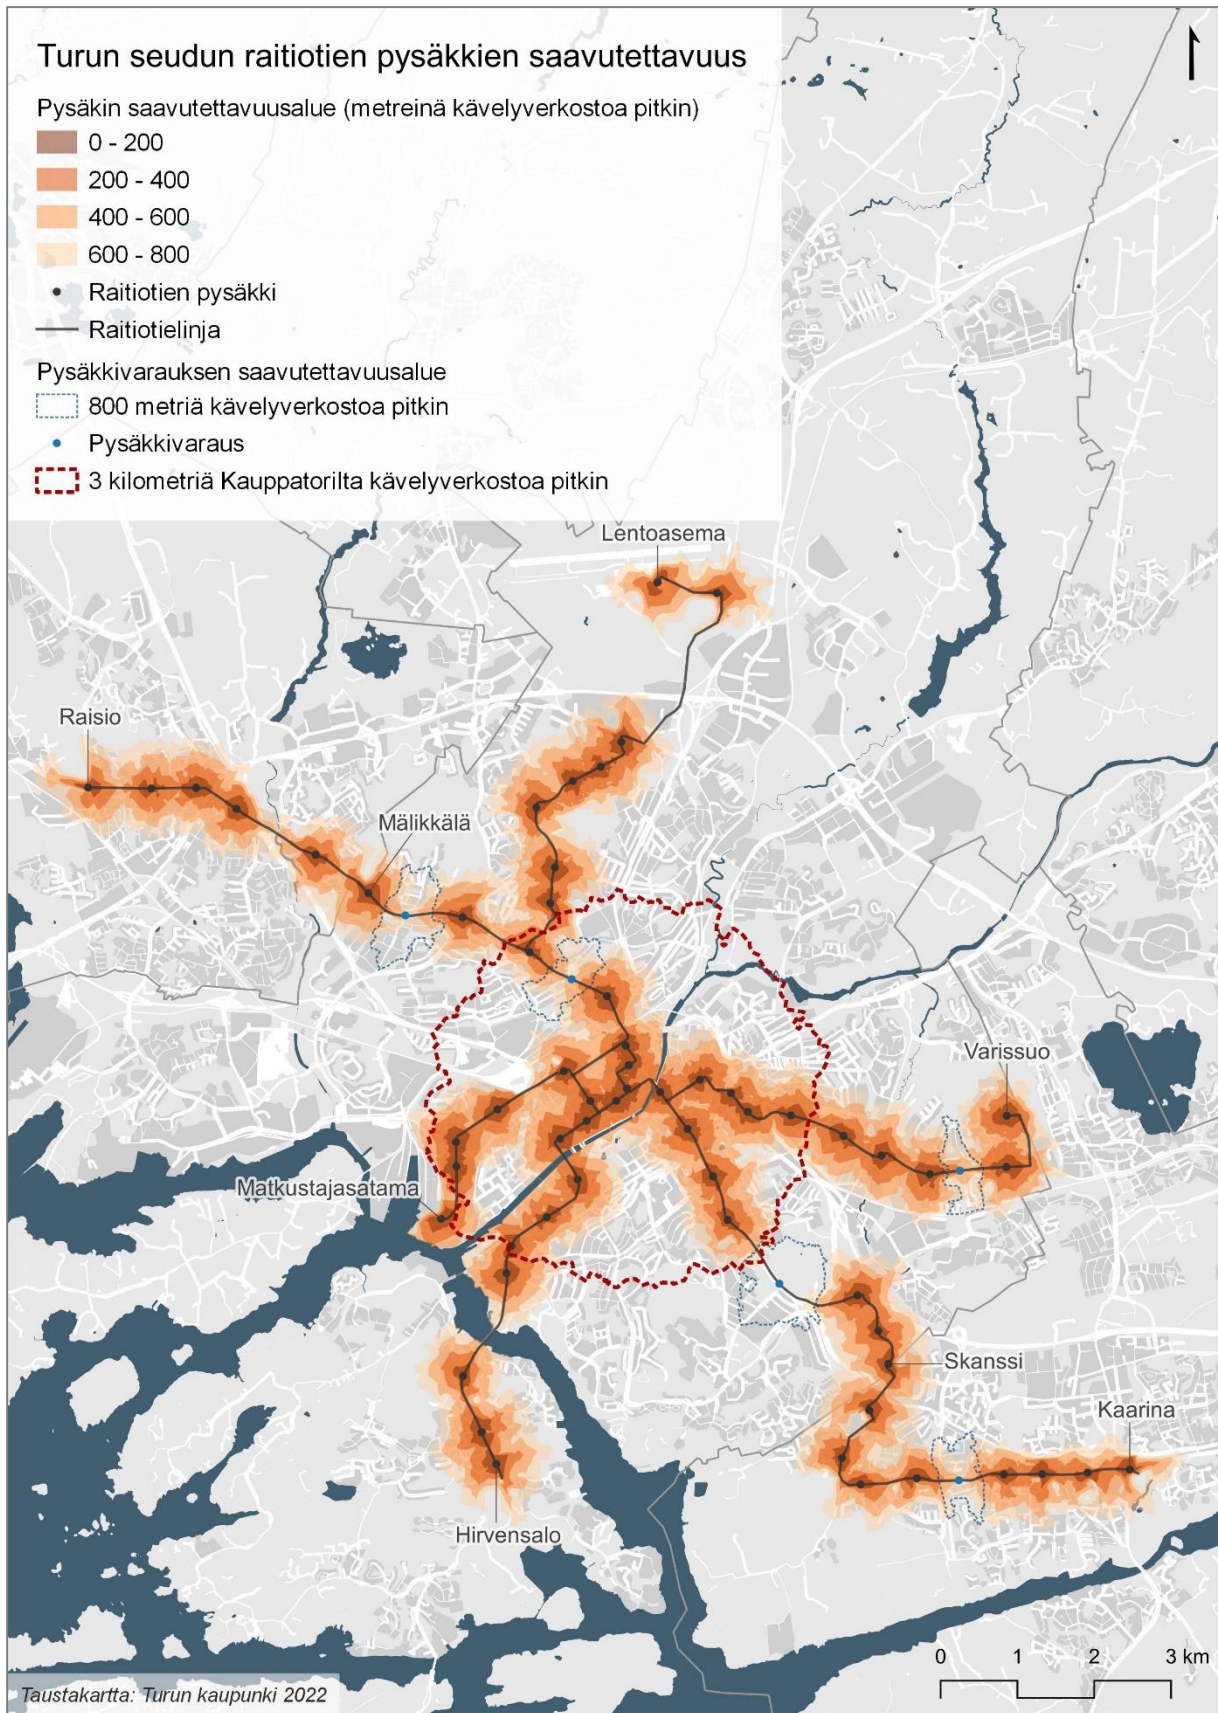 Turun seudun raitiotien pysäkkien saavutettavuus
Pysäkin saavutettavuusalue (metreinä kävelyverkostoa pitkin)
0 - 200
200 - 400
400 - 600
600 - 800
Raitiotien pysäkki
Raitiotielinja
Pysäkkivarauksen saavutettavuusalue
800 metriä kävelyverkostoa pitkin
Pysäkkivaraus
3 kilometriä Kauppatorilta kävelyverkostoa pitkin
Lentoasema
Raisio
Mälikkälä
Varissuo
Matkustajasatama
Skanssi
Kaarina
Hirvensalo
0 1 2 3 km
Taustakartta: Turun kaupunki 2022